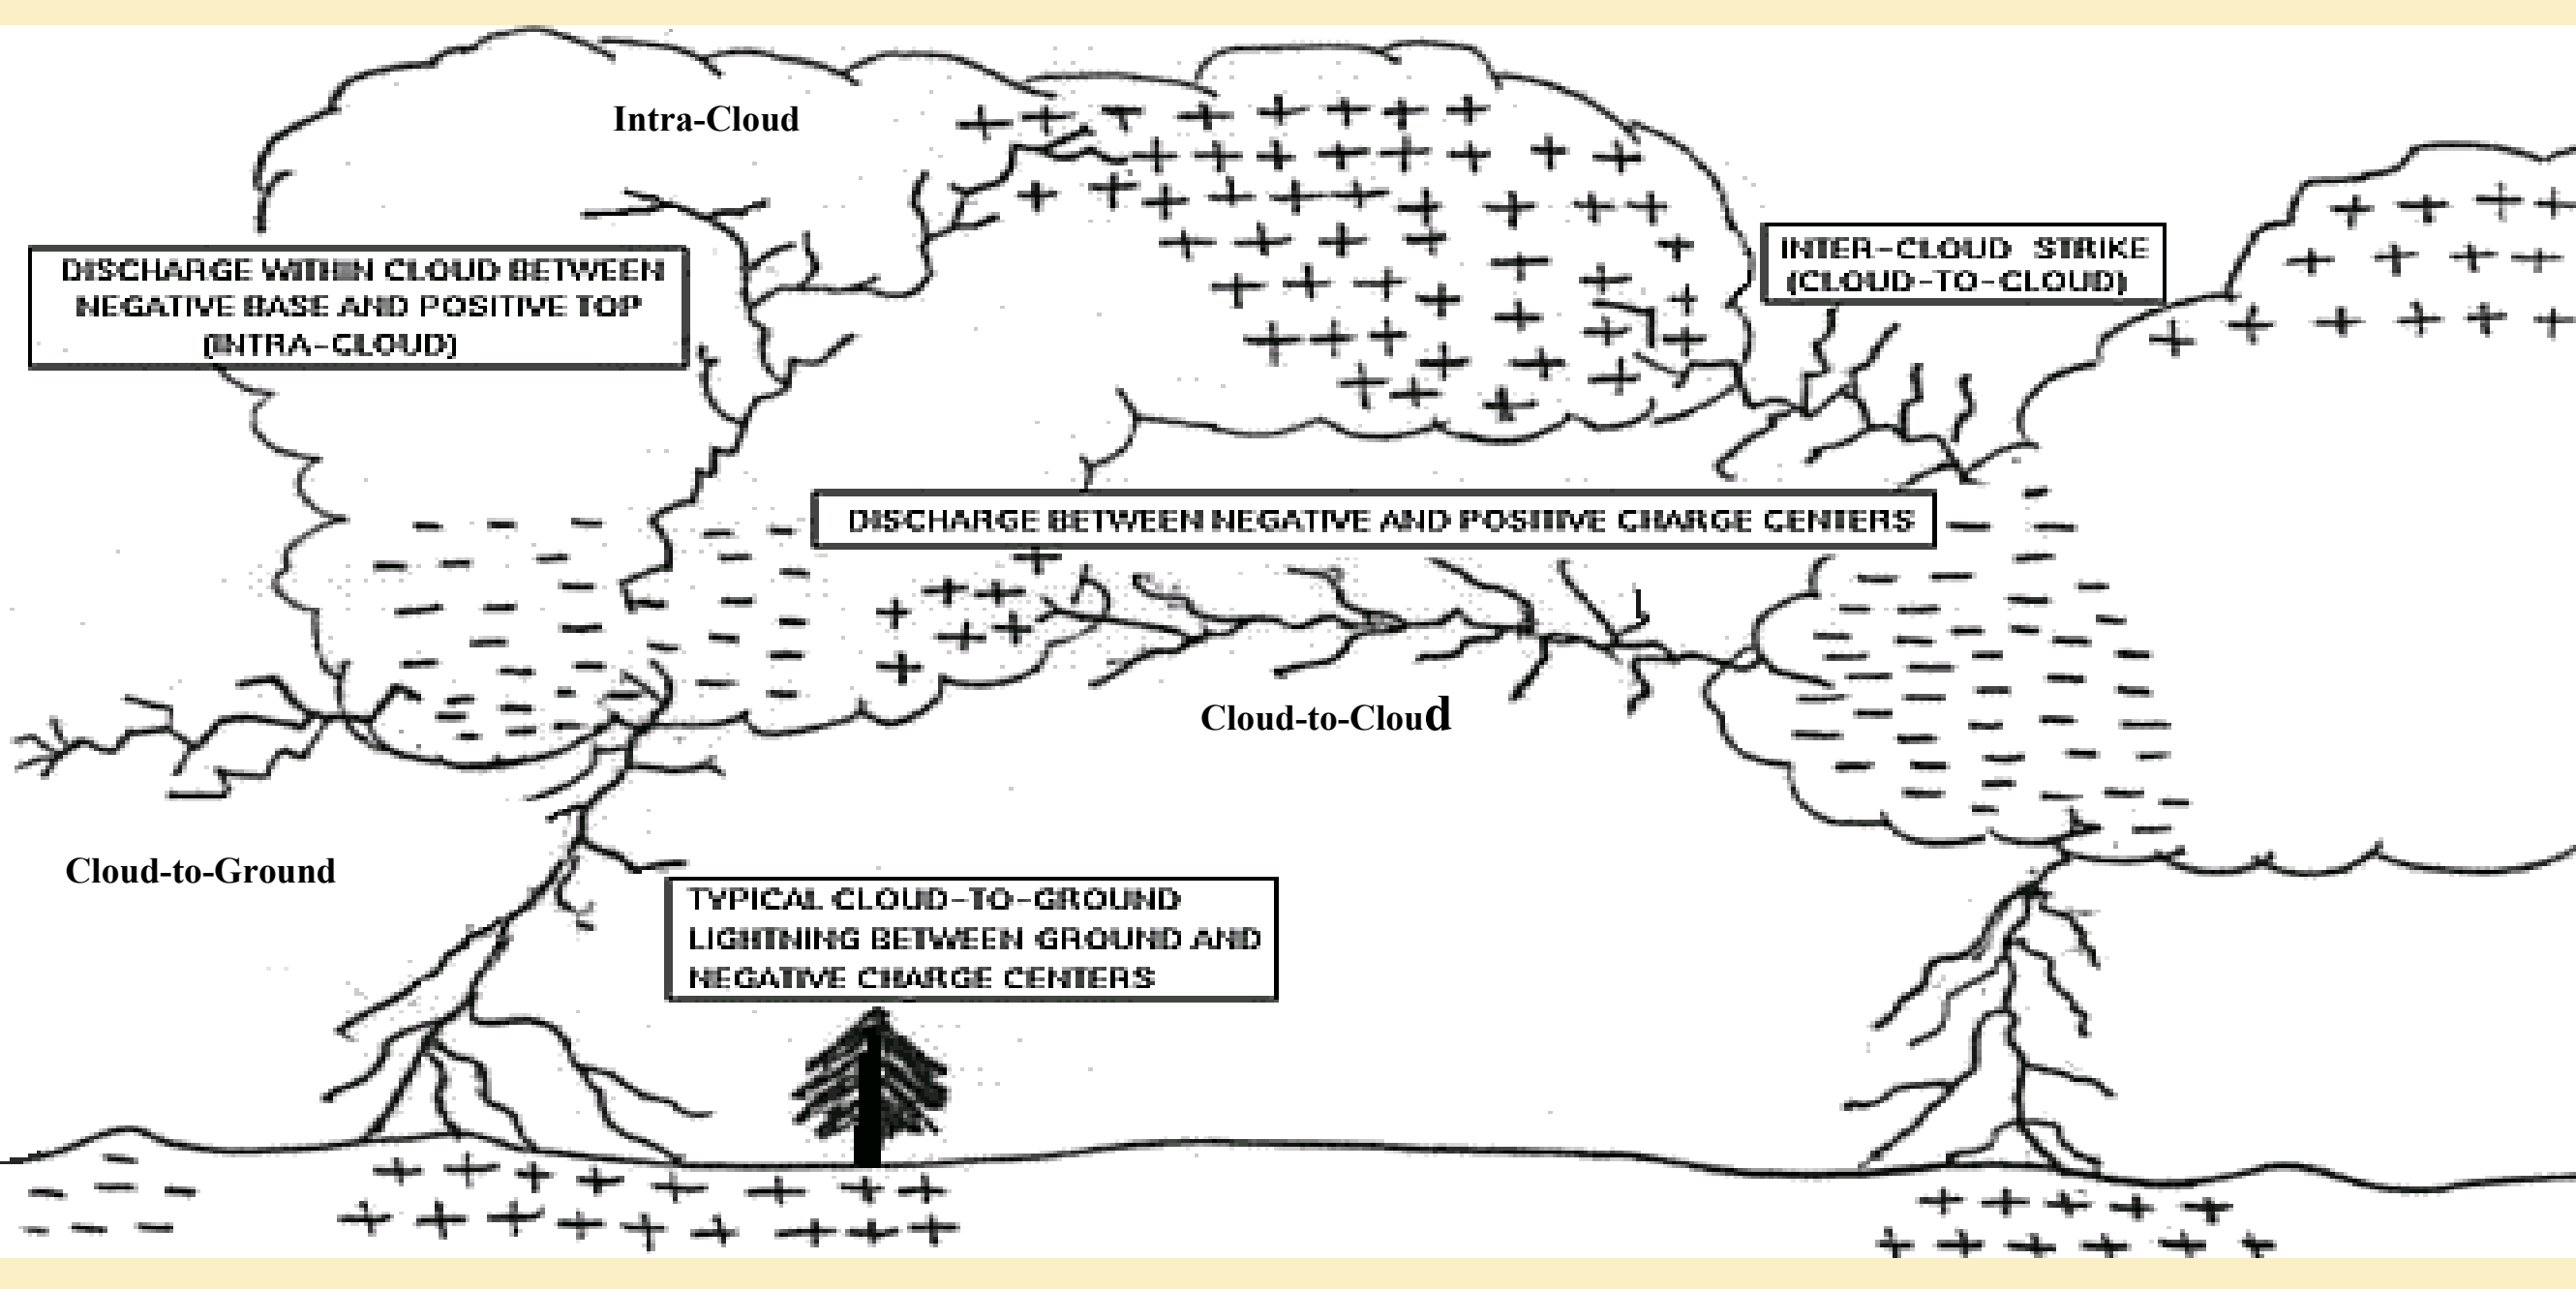 Intra-Cloud
DISCHARGE WITHIN CLOUD BETWEEN
NEGATIVE BASE AND POSITIVE TOP
(INTRA-CLOUD)
INTER-CLOUD STRIKE
(CLOUD-TO-CLOUD)
DISCHARGE BETWEEN NEGATIVE AND POSITIVE CHARGE CENTERS
Cloud-to-Cloud
Cloud-to-Ground
TYPICAL CLOUD-TO-GROUND
LIGHTNING BETWEEN GROUND AND
NEGATIVE CHARGE CENTERS